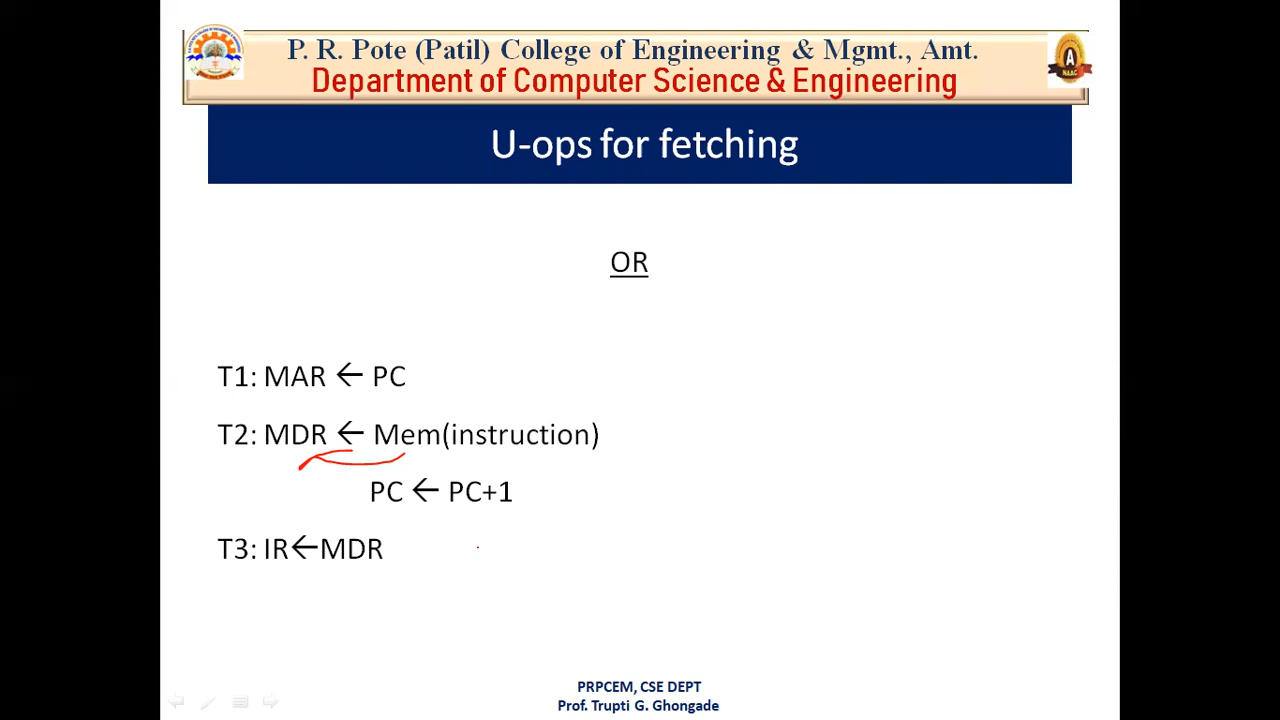 P. R. Pote (Patil) College of Engineering & Mgmt., Amt.
Department of Computer Science & Engineering
U-ops for fetching
OR
T1: MAR ← PC
T2: MDR ← Mem(instruction)
PC ← PC+1
T3: IR←MDR
PRPCEM, CSE DEPT
Prof. Trupti G. Ghongade